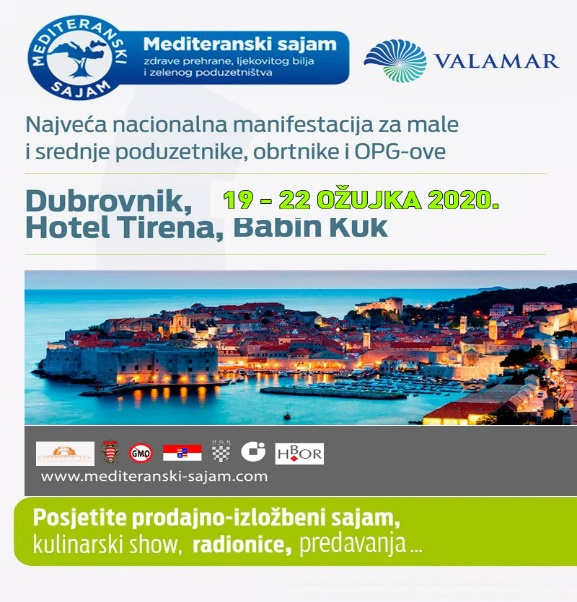 MEDITERANSKI
SAJAM
Mediteranski sajam
zdrave prehrane, ljekovitog bilja
i zelenog poduzetništva
VALAMAR
Najveća nacionalna manifestacija za male
i srednje poduzetnike, obrtnike i OPG-ove
Dubrovnik, 19 – 22 OŽUJKA 2020.
Hotel Tirena, Babin Kuk
GMO
HBOR
www.mediteranski-sajam.com
Posjetite prodajno-izložbeni sajam,
kulinarski show, radionice, predavanja ...